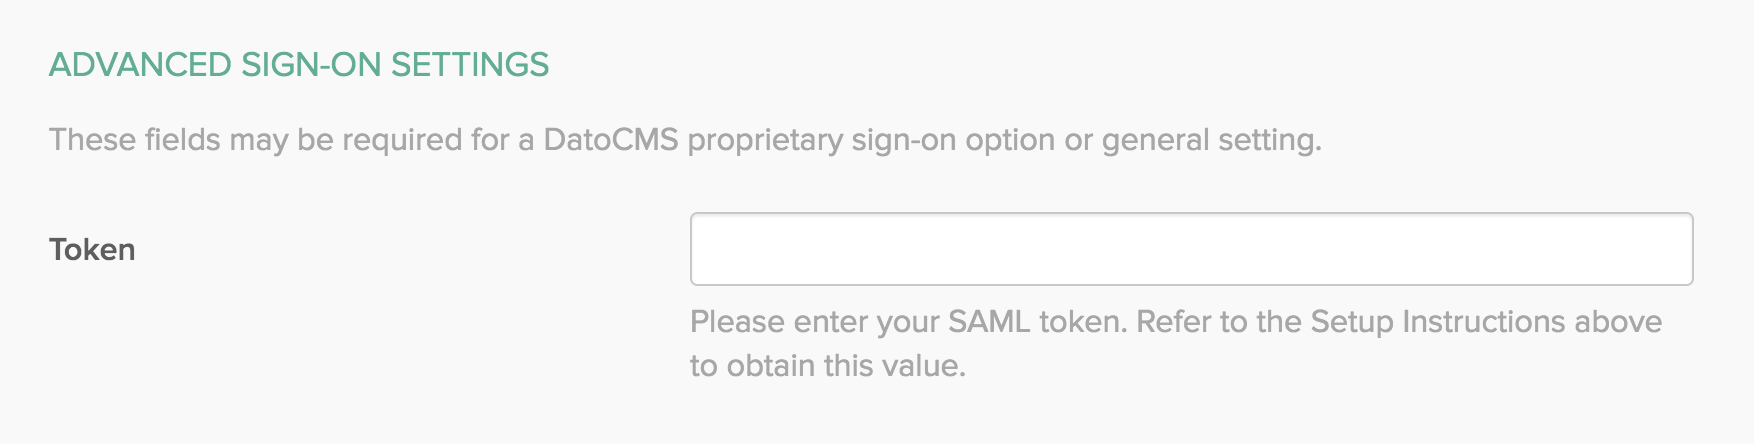 ADVANCED SIGN-ON SETTINGS
These fields may be required for a DatoCMS proprietary sign-on option or general setting.
Token
Please enter your SAML token. Refer to the Setup Instructions above
to obtain this value.